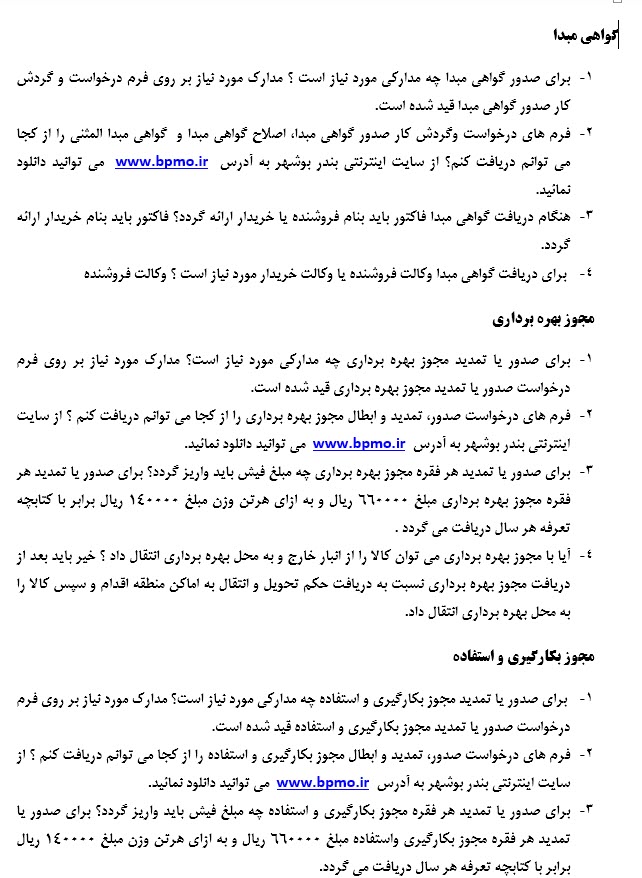 گواهی مبدا
۱- برای صدور گواهی مبدا چه مدارکی مورد نیاز است ؟ مدارک مورد نیاز بر روی فرم درخواست و گردش
کار صدور گواهی مبدا قید شده است.
۲- فرم های درخواست وگردش کار صدور گواهی مبدا، اصلاح گواهی مبدا و گواهی مبدا المثنی را از کجا
می توانم دریافت کنم؟ از سایت اینترنتی بندر بوشهر به آدرس www.bpmo.ir می توانید دانلود
نمائید.
۳- هنگام دریافت گواهی مبدا فاکتور باید بنام فروشنده یا خریدار ارائه گردد؟ فاکتور باید بنام خریدار ارائه
گردد.
٤- برای دریافت گواهی مبدا وکالت فروشنده یا وکالت خریدار مورد نیاز است ؟ وکالت فروشنده
مجوز بهره برداری
۱- برای صدور یا تمدید مجوز بهره برداری چه مدارکی مورد نیاز است؟ مدارک مورد نیاز بر روی فرم
درخواست صدور یا تمدید مجوز بهره برداری قید شده است.
۲- فرم های درخواست صدور، تمدید و ابطال مجوز بهره برداری را از کجا می توانم دریافت کنم ؟ از سایت
اینترنتی بندر بوشهر به آدرس www.bpmo.ir می توانید دانلود نمائید.
۳- برای صدور یا تمدید هر فقره مجوز بهره برداری چه مبلغ فیش باید واریز گردد؟ برای صدور یا تمدید هر
فقره مجوز بهره برداری مبلغ ٦٦۰۰۰۰ ریال و به ازای هرتن وزن مبلغ ۱٤۰۰۰۰ ریال برابر با کتابچه
تعرفه هر سال دریافت می گردد .
٤- آیا با مجوز بهره برداری می توان کالا را از انبار خارج و به محل بهره برداری انتقال داد ؟ خیر باید بعد از
دریافت مجوز بهره برداری نسبت به دریافت حکم تحویل و انتقال به اماکن منطقه اقدام و سپس کالا را
به محل بهره برداری انتقال داد.
مجوز بکارگیری و استفاده
۱- برای صدور یا تمدید مجوز بکارگیری و استفاده چه مدارکی مورد نیاز است؟ مدارک مورد نیاز بر روی فرم
درخواست صدور یا تمدید مجوز بکارگیری و استفاده قید شده است.
۲- فرم های درخواست صدور، تمدید و ابطال مجوز بکارگیری و استفاده را از کجا می توانم دریافت کنم ؟ از
سایت اینترنتی بندر بوشهر به آدرس www.bpmo.ir می توانید دانلود نمائید.
۳- برای صدور یا تمدید هر فقره مجوز بکارگیری و استفاده چه مبلغ فیش باید واریز گردد؟ برای صدور یا
تمدید هر فقره مجوز بکارگیری واستفاده مبلغ ٦٦۰۰۰۰ ریال و به ازای هرتن وزن مبلغ ۱٤۰۰۰۰ ریال
برابر با کتابچه تعرفه هر سال دریافت می گردد.